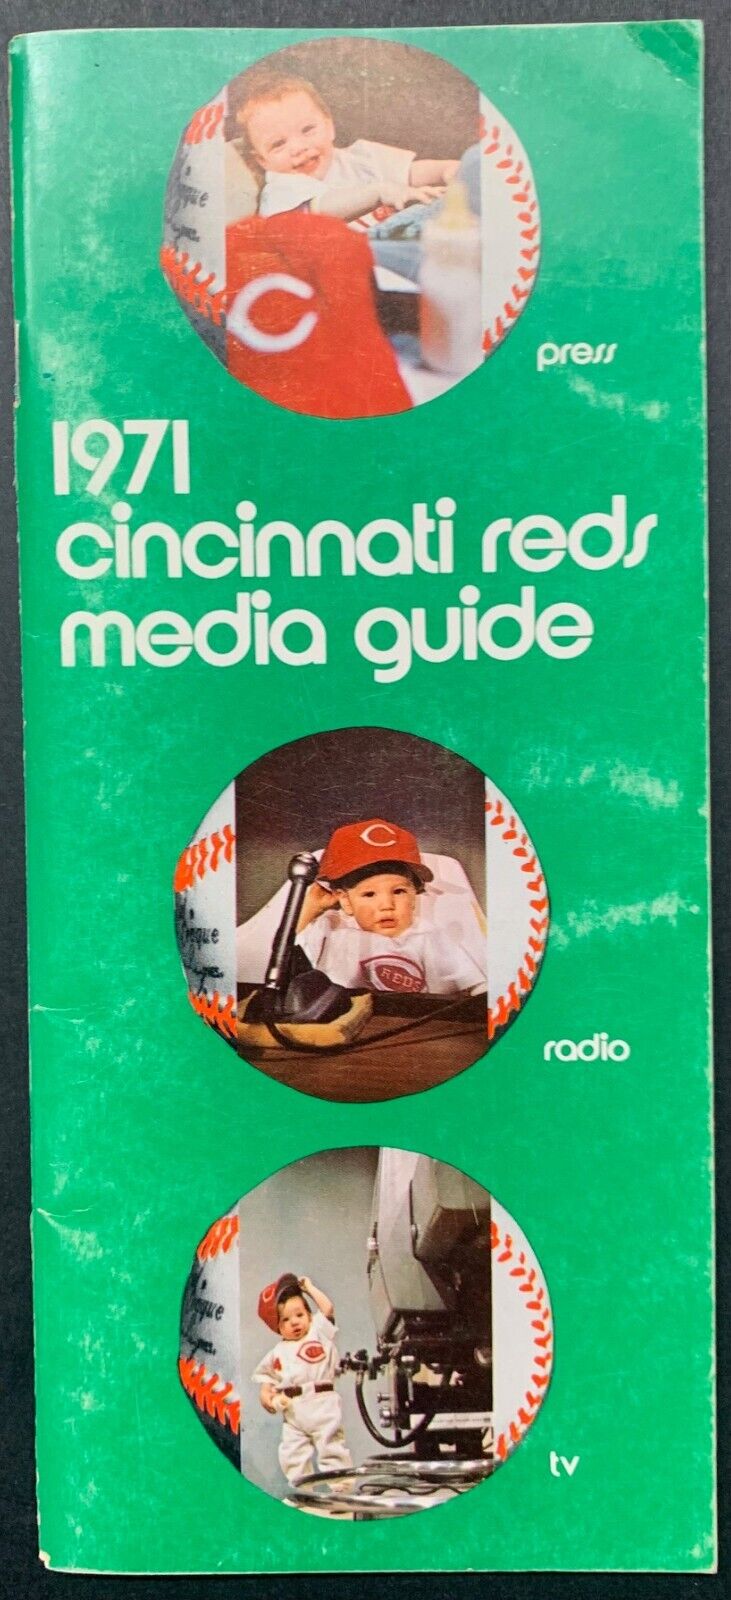 C
press
1971
cincinnati reds
media guide
C
REDS
radio
C
tv